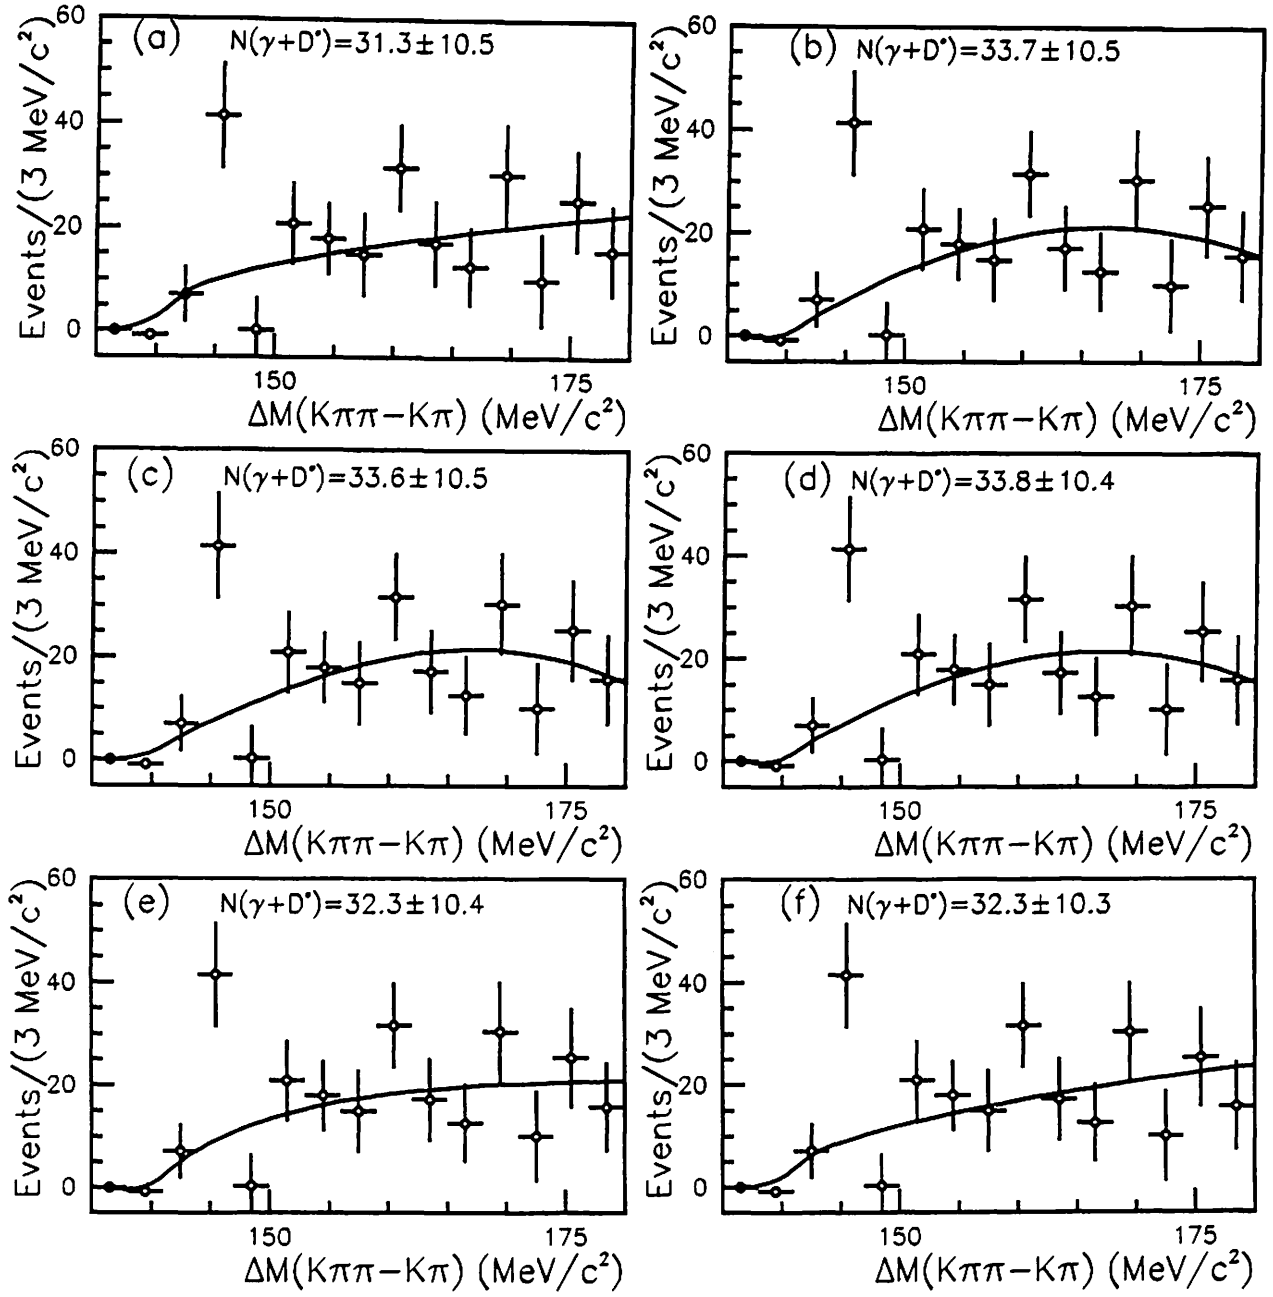 (a) N(γ+D*)=31.3±10.5
Events/(3 MeV/c²)
60
40
20
0
150 175
ΔM(Kππ−Kπ) (MeV/c²)
(b) N(γ+D*)=33.7±10.5
Events/(3 MeV/c²)
60
40
20
0
150 175
ΔM(Kππ−Kπ) (MeV/c²)
(c) N(γ+D*)=33.6±10.5
Events/(3 MeV/c²)
60
40
20
0
150 175
ΔM(Kππ−Kπ) (MeV/c²)
(d) N(γ+D*)=33.8±10.4
Events/(3 MeV/c²)
60
40
20
0
150 175
ΔM(Kππ−Kπ) (MeV/c²)
(e) N(γ+D*)=32.3±10.4
Events/(3 MeV/c²)
60
40
20
0
150 175
ΔM(Kππ−Kπ) (MeV/c²)
(f) N(γ+D*)=32.3±10.3
Events/(3 MeV/c²)
60
40
20
0
150 175
ΔM(Kππ−Kπ) (MeV/c²)